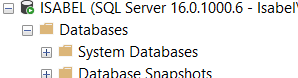 ISABEL (SQL Server 16.0.1000.6 - Isabel\
Databases
System Databases
Database Snapshots